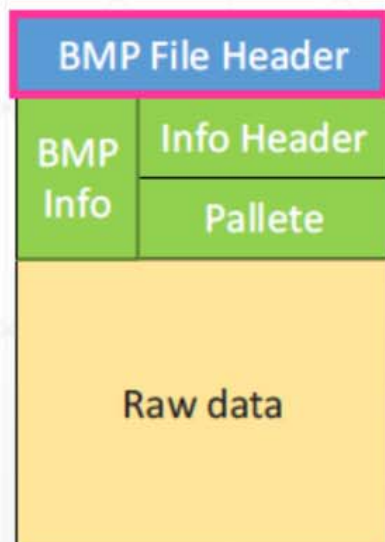 BMP File Header
BMP
Info
Info Header
Pallete
Raw data